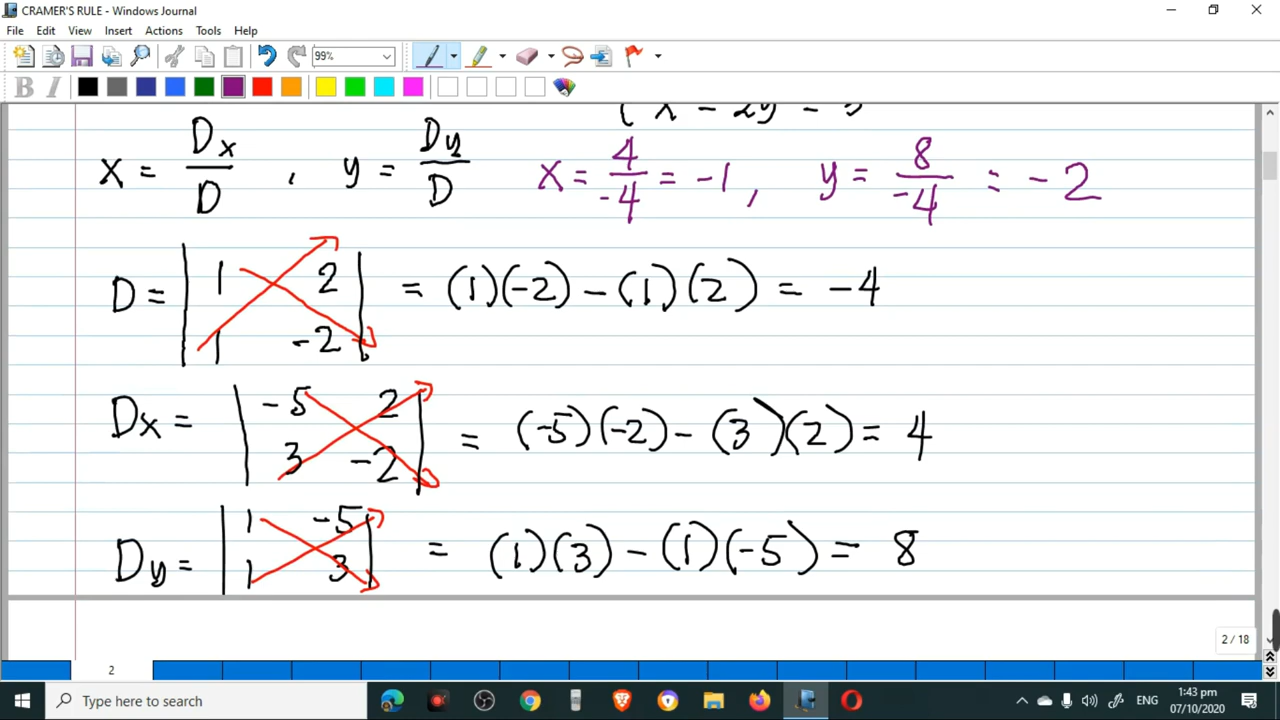 CRAMER'S RULE - Windows Journal
File Edit View Insert Actions Tools Help
99%
B I
x - 2y = 3
x = Dx/D , y = Dy/D x = 4/-4 = -1, y = 8/-4 = -2
D = | 1 2 | = (1)(-2) - (1)(2) = -4
| 1 -2 |
Dx = | -5 2 | = (-5)(-2) - (3)(2) = 4
| 3 -2 |
Dy = | 1 -5 | = (1)(3) - (1)(-5) = 8
| 1 3 |
2 / 18
2
Type here to search
ENG
1:43 pm
07/10/2020